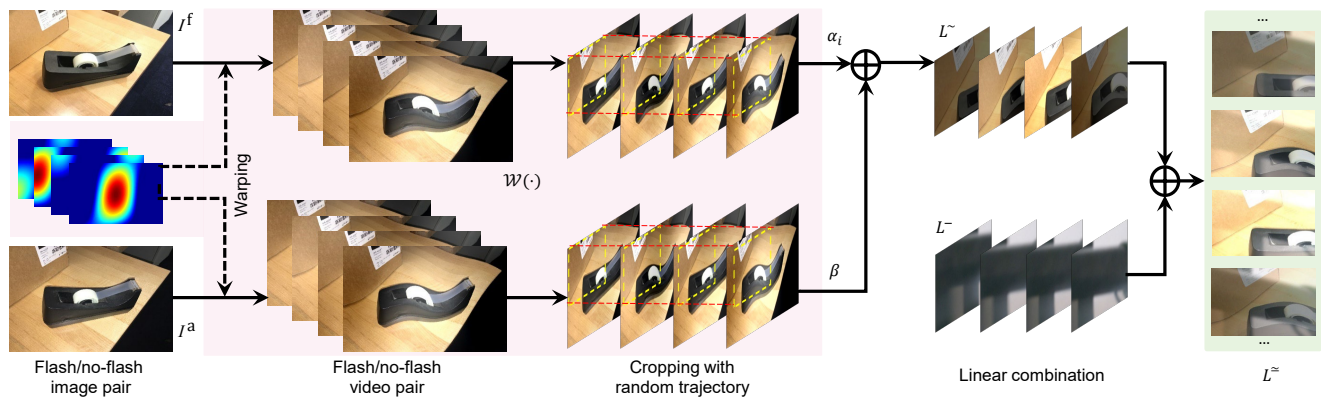 I^f
I^a
Warping
W(·)
α_i
β
L^~
L^-
...
...
Flash/no-flash
image pair
Flash/no-flash
video pair
Cropping with
random trajectory
Linear combination
L^≃